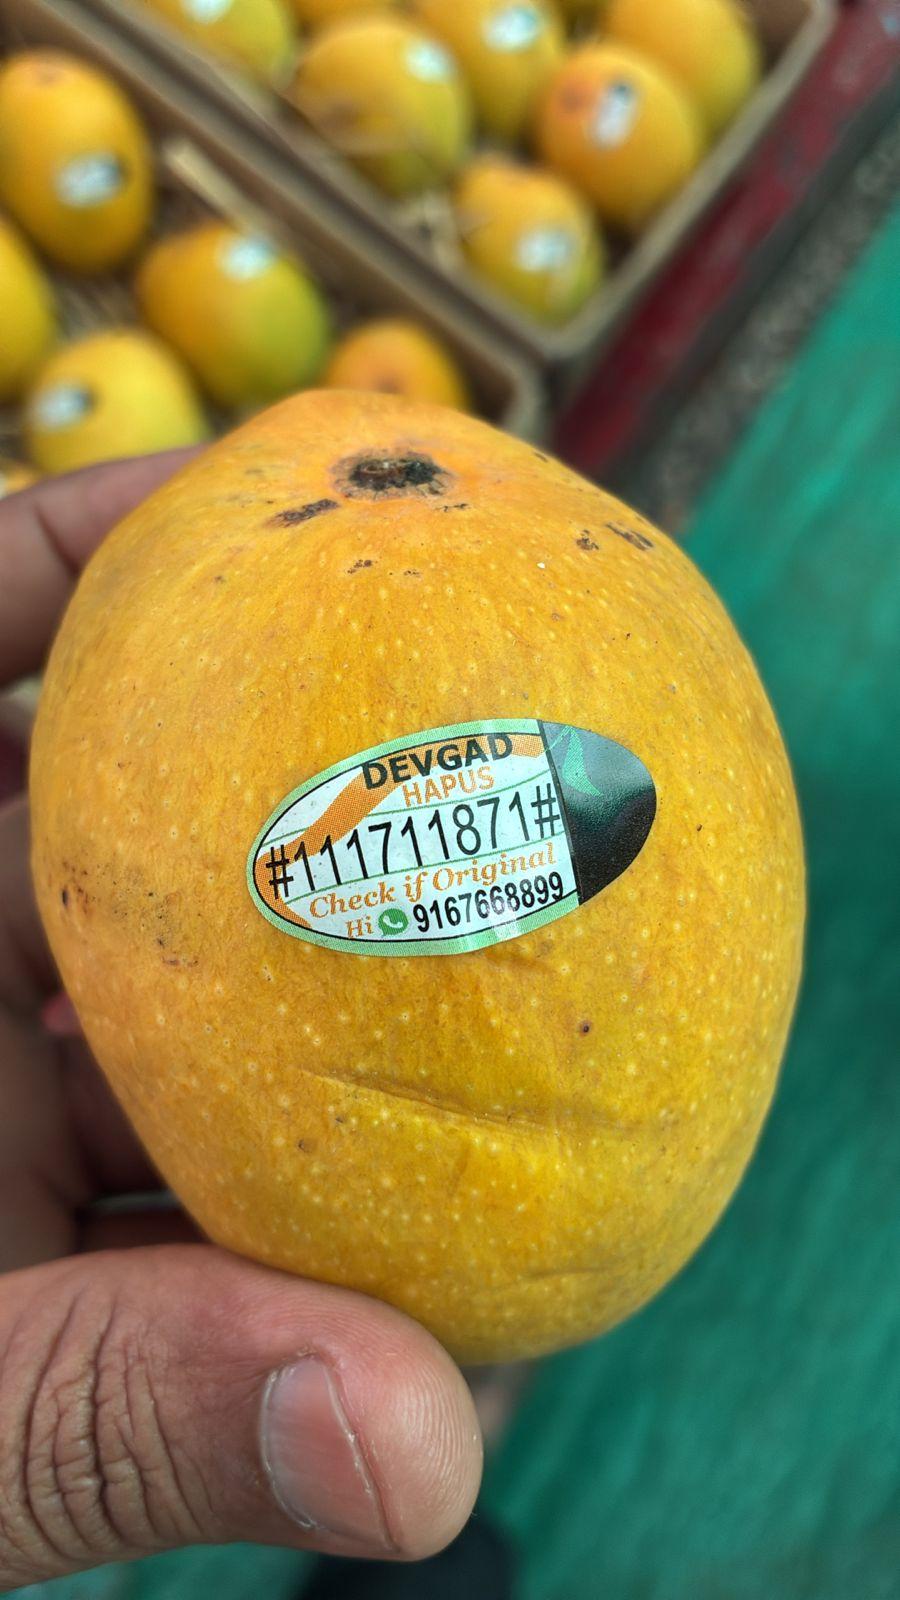 DEVGAD
HAPUS
#111711871#
Check if Original
Hi 9167668899